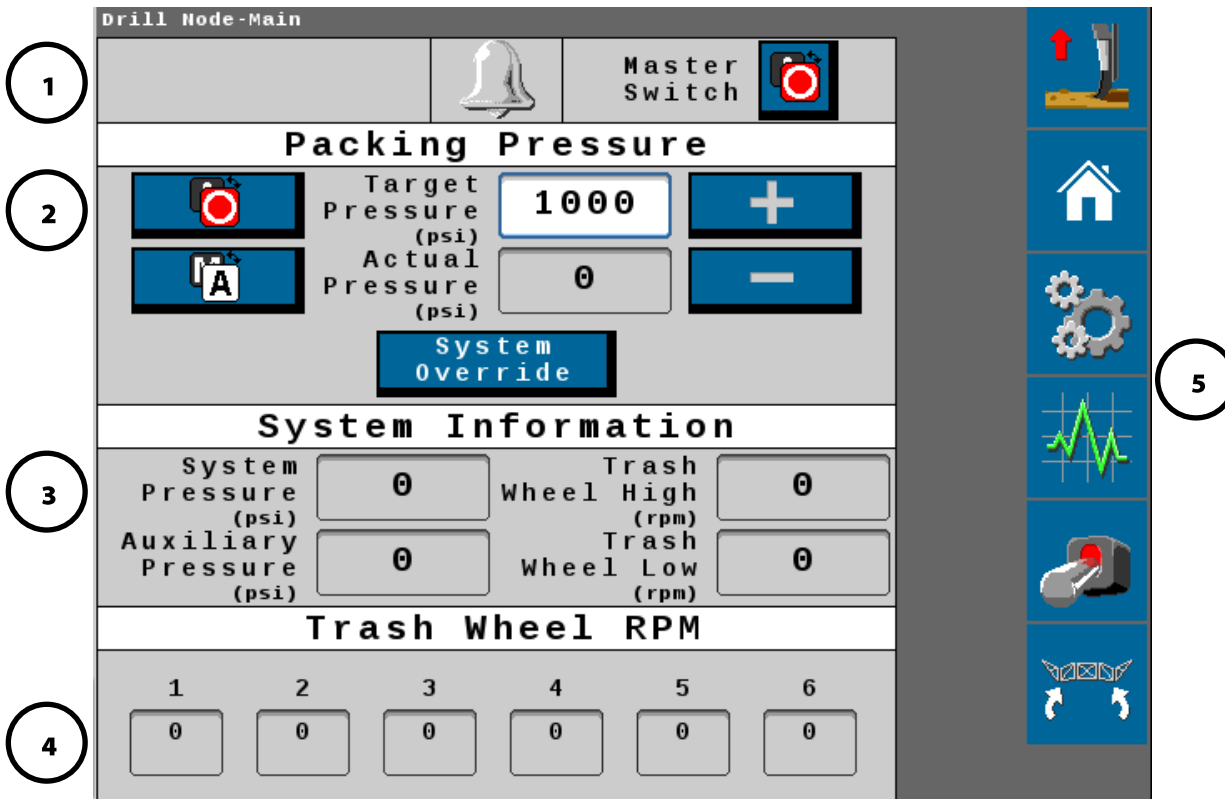 Drill Node-Main
1
Master
Switch
Packing Pressure
2
Target
Pressure
(psi)
1000
+
M
A
Actual
Pressure
(psi)
0
−
System
Override
System Information
3
System
Pressure
(psi)
0
Trash
Wheel High
(rpm)
0
Auxiliary
Pressure
(psi)
0
Trash
Wheel Low
(rpm)
0
Trash Wheel RPM
4
1 2 3 4 5 6
0 0 0 0 0 0
5